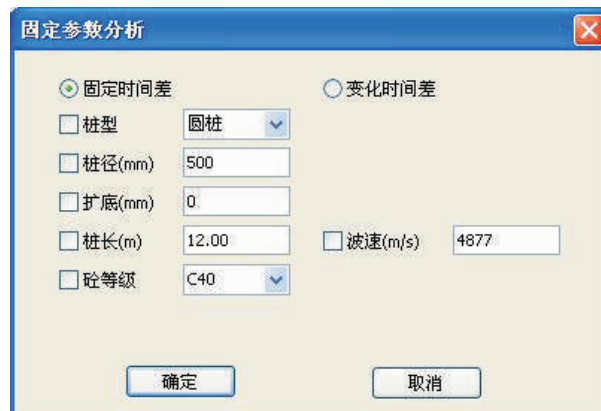 固定参数分析
固定时间差 变化时间差
桩型 圆桩
桩径(mm) 500
扩底(mm) 0
桩长(m) 12.00 波速(m/s) 4877
砼等级 C40
确定 取消